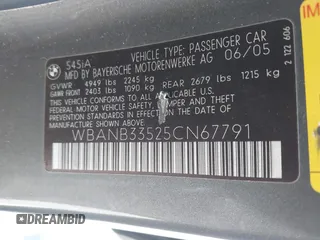 545iA
VEHICLE TYPE: PASSENGER CAR
MFD BY BAYERISCHE MOTORENWERKE AG 06/05
GVWR 4949 lbs 2245 kg
GAWR FRONT 2403 lbs 1090 kg REAR 2679 lbs 1215 kg
THIS VEHICLE CONFORMS TO ALL APPLICABLE FEDERAL
MOTOR VEHICLE SAFETY, BUMPER AND THEFT
PREVENTION STANDARDS IN EFFECT ON THE DATE OF
MANUFACTURE SHOWN ABOVE.
WBANB33525CN67791
2 122 606
IM
DREAMBID
DREAMBID.com